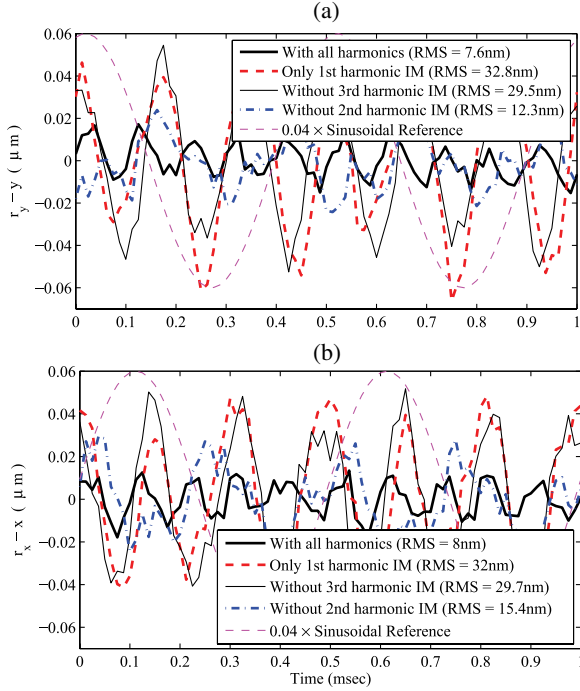 (a)
0.06
0.04
0.02
0
−0.02
−0.04
−0.06
r_y − y ( μm)
With all harmonics (RMS = 7.6nm)
Only 1st harmonic IM (RMS = 32.8nm)
Without 3rd harmonic IM (RMS = 29.5nm)
Without 2nd harmonic IM (RMS = 12.3nm)
0.04 × Sinusoidal Reference
0 0.1 0.2 0.3 0.4 0.5 0.6 0.7 0.8 0.9 1
(b)
0.06
0.04
0.02
0
−0.02
−0.04
−0.06
r_x − x ( μm)
With all harmonics (RMS = 8nm)
Only 1st harmonic IM (RMS = 32nm)
Without 3rd harmonic IM (RMS = 29.7nm)
Without 2nd harmonic IM (RMS = 15.4nm)
0.04 × Sinusoidal Reference
0 0.1 0.2 0.3 0.4 0.5 0.6 0.7 0.8 0.9 1
Time (msec)